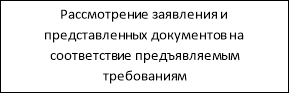 Рассмотрение заявления и
представленных документов на
соответствие предъявляемым
требованиям